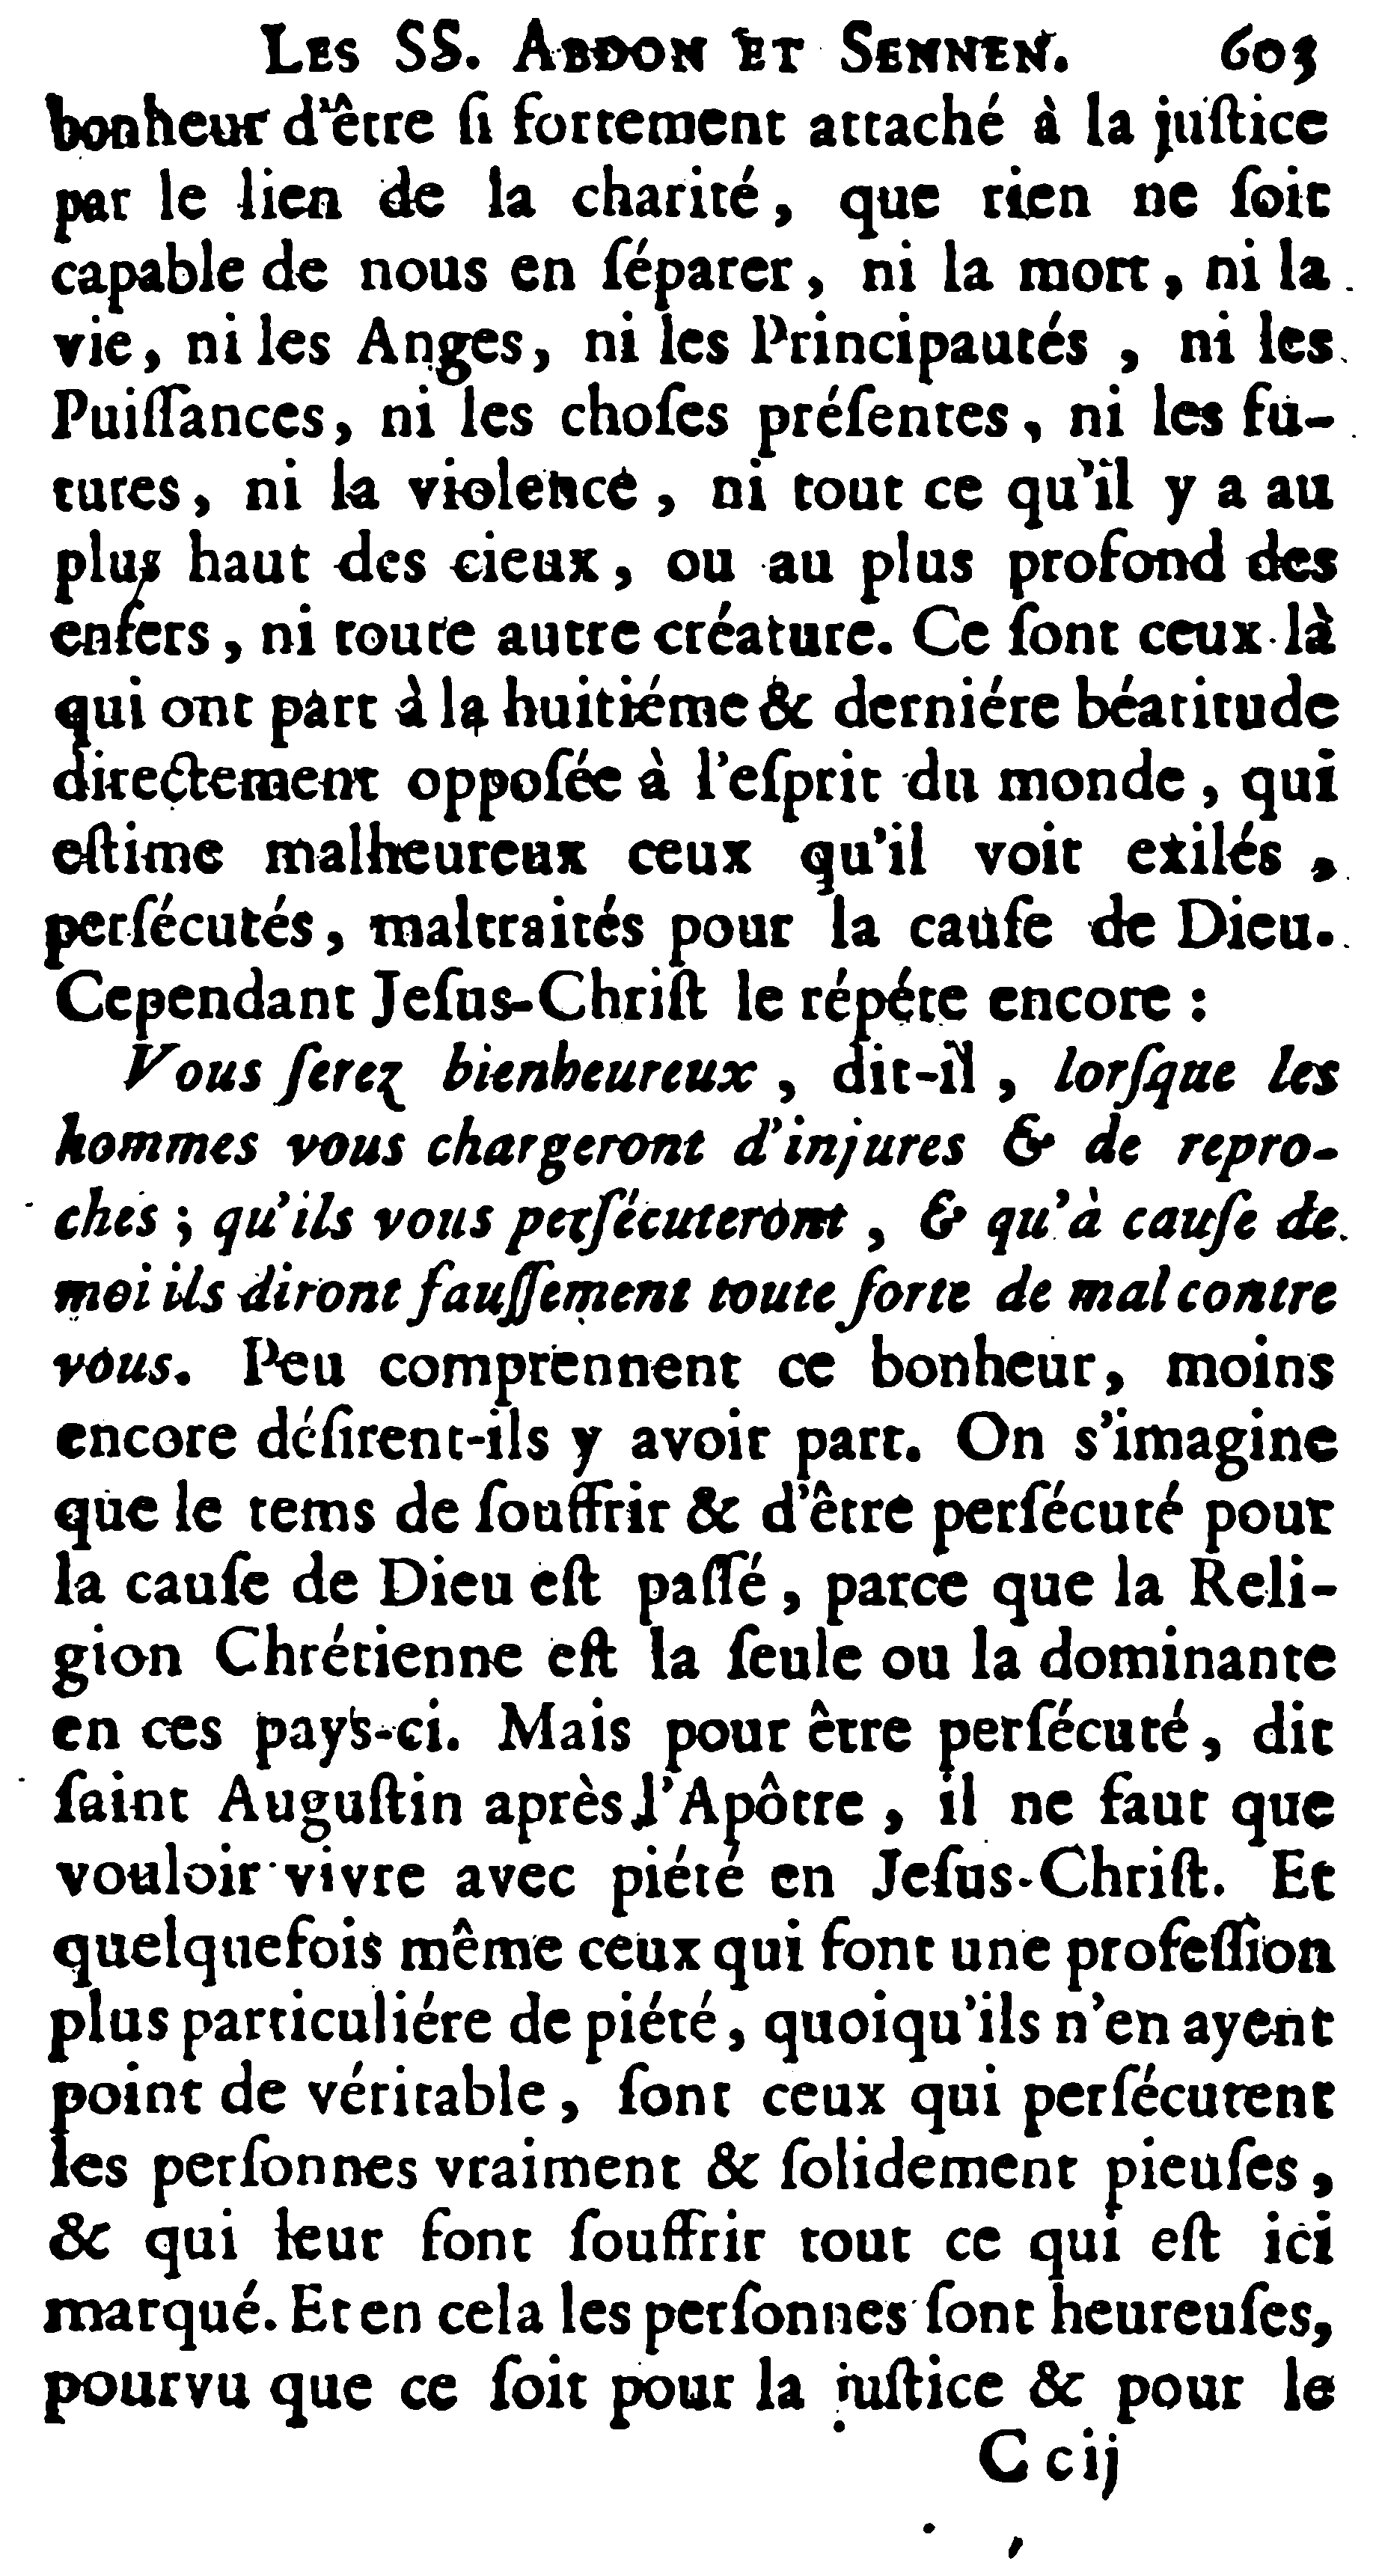 LES SS. ABDON ET SENNEN. 603
bonheur d'être ſi fortement attaché à la juſtice
par le lien de la charité, que rien ne ſoit
capable de nous en ſéparer, ni la mort, ni la
vie, ni les Anges, ni les Principautés, ni les
Puiſſances, ni les choſes préſentes, ni les fu-
tures, ni la violence, ni tout ce qu'il y a au
plus haut des cieux, ou au plus profond des
enfers, ni toute autre créature. Ce ſont ceux-là
qui ont part à la huitiéme & derniére béatitude
directement oppoſée à l'eſprit du monde, qui
eſtime malheureux ceux qu'il voit exilés,
perſécutés, maltraités pour la cauſe de Dieu.
Cependant Jeſus-Chriſt le répéte encore :
Vous ſerez bienheureux, dit-il, lorſque les
hommes vous chargeront d'injures & de repro-
ches ; qu'ils vous perſécuteront, & qu'à cauſe de
moi ils diront fauſſement toute ſorte de mal contre
vous. Peu comprennent ce bonheur, moins
encore déſirent-ils y avoir part. On s'imagine
que le tems de ſouffrir & d'être perſécuté pour
la cauſe de Dieu eſt paſſé, parce que la Reli-
gion Chrétienne eſt la ſeule ou la dominante
en ces pays-ci. Mais pour être perſécuté, dit
ſaint Auguſtin après l'Apôtre, il ne faut que
vouloir vivre avec piété en Jeſus-Chriſt. Et
quelquefois même ceux qui font une profeſſion
plus particuliére de piété, quoiqu'ils n'en ayent
point de véritable, ſont ceux qui perſécutent
les perſonnes vraiment & ſolidement pieuſes,
& qui leur font ſouffrir tout ce qui eſt ici
marqué. Et en cela les perſonnes ſont heureuſes,
pourvu que ce ſoit pour la juſtice & pour le
C cij